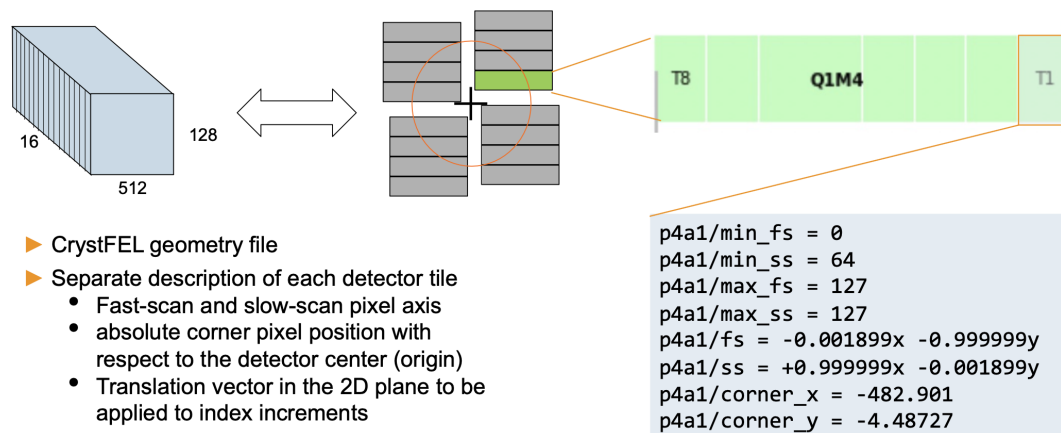 16
512
128
T8
Q1M4
T1
CrystFEL geometry file
Separate description of each detector tile
Fast-scan and slow-scan pixel axis
absolute corner pixel position with
respect to the detector center (origin)
Translation vector in the 2D plane to be
applied to index increments
p4a1/min_fs = 0
p4a1/min_ss = 64
p4a1/max_fs = 127
p4a1/max_ss = 127
p4a1/fs = -0.001899x -0.999999y
p4a1/ss = +0.999999x -0.001899y
p4a1/corner_x = -482.901
p4a1/corner_y = -4.48727